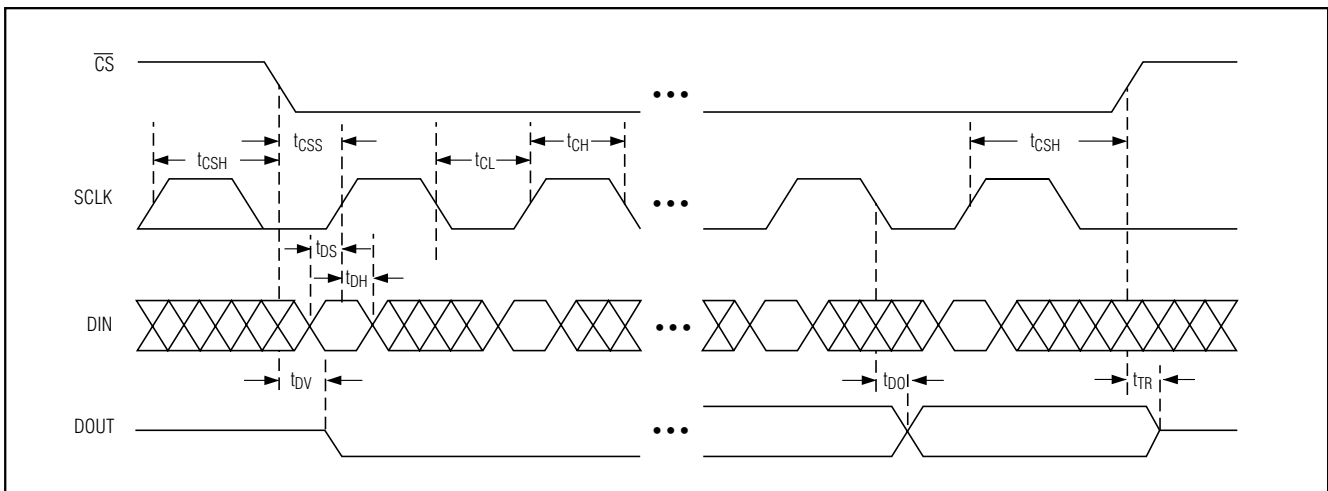 CS
•••
tCSS
tCH
tCSH
tCL
tCSH
SCLK
•••
tDS
tDH
DIN
•••
tDV
tDO
tTR
DOUT
•••